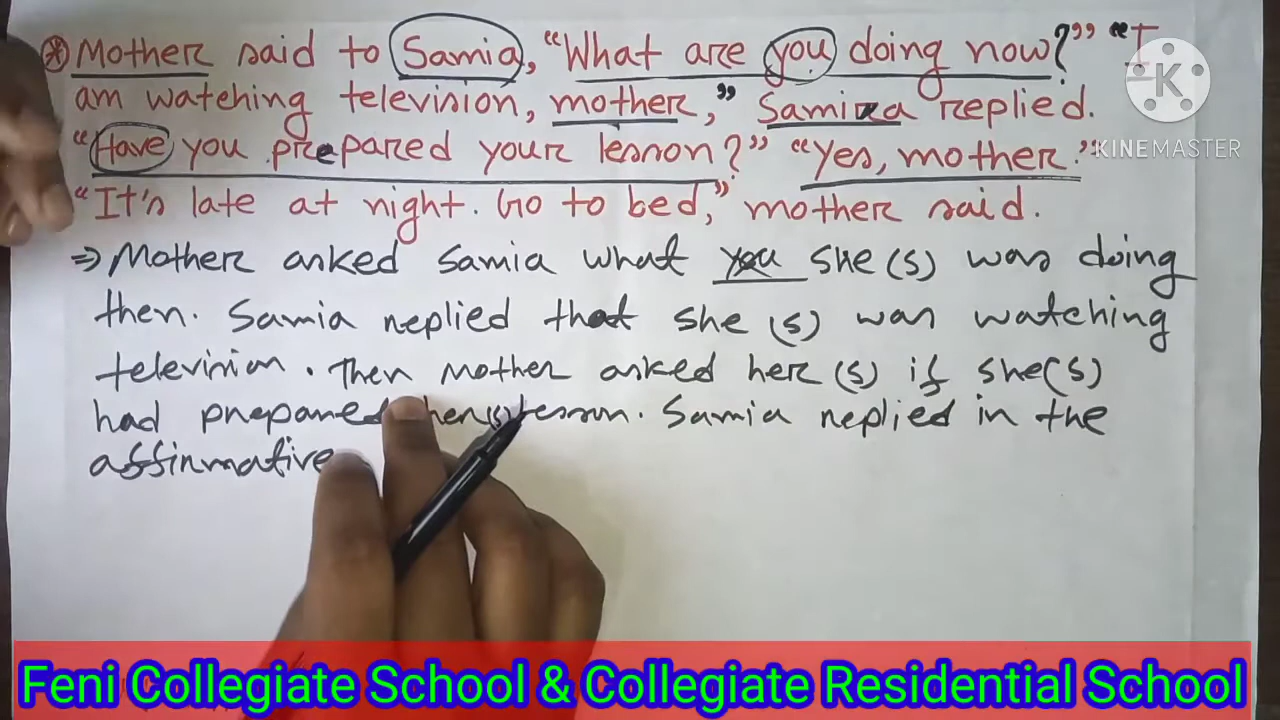 * Mother said to Samia, "What are you doing now?" "I
am watching television, mother," Samira replied.
"Have you prepared your lesson?" "Yes, mother."
"It's late at night. Go to bed," mother said.
⇒ Mother asked Samia what you she (s) was doing
then. Samia replied that she (s) was watching
television. Then Mother asked her (s) if she (s)
had prepared her (s) lesson. Samia replied in the
affirmative
K
KINEMASTER
Feni Collegiate School & Collegiate Residential School